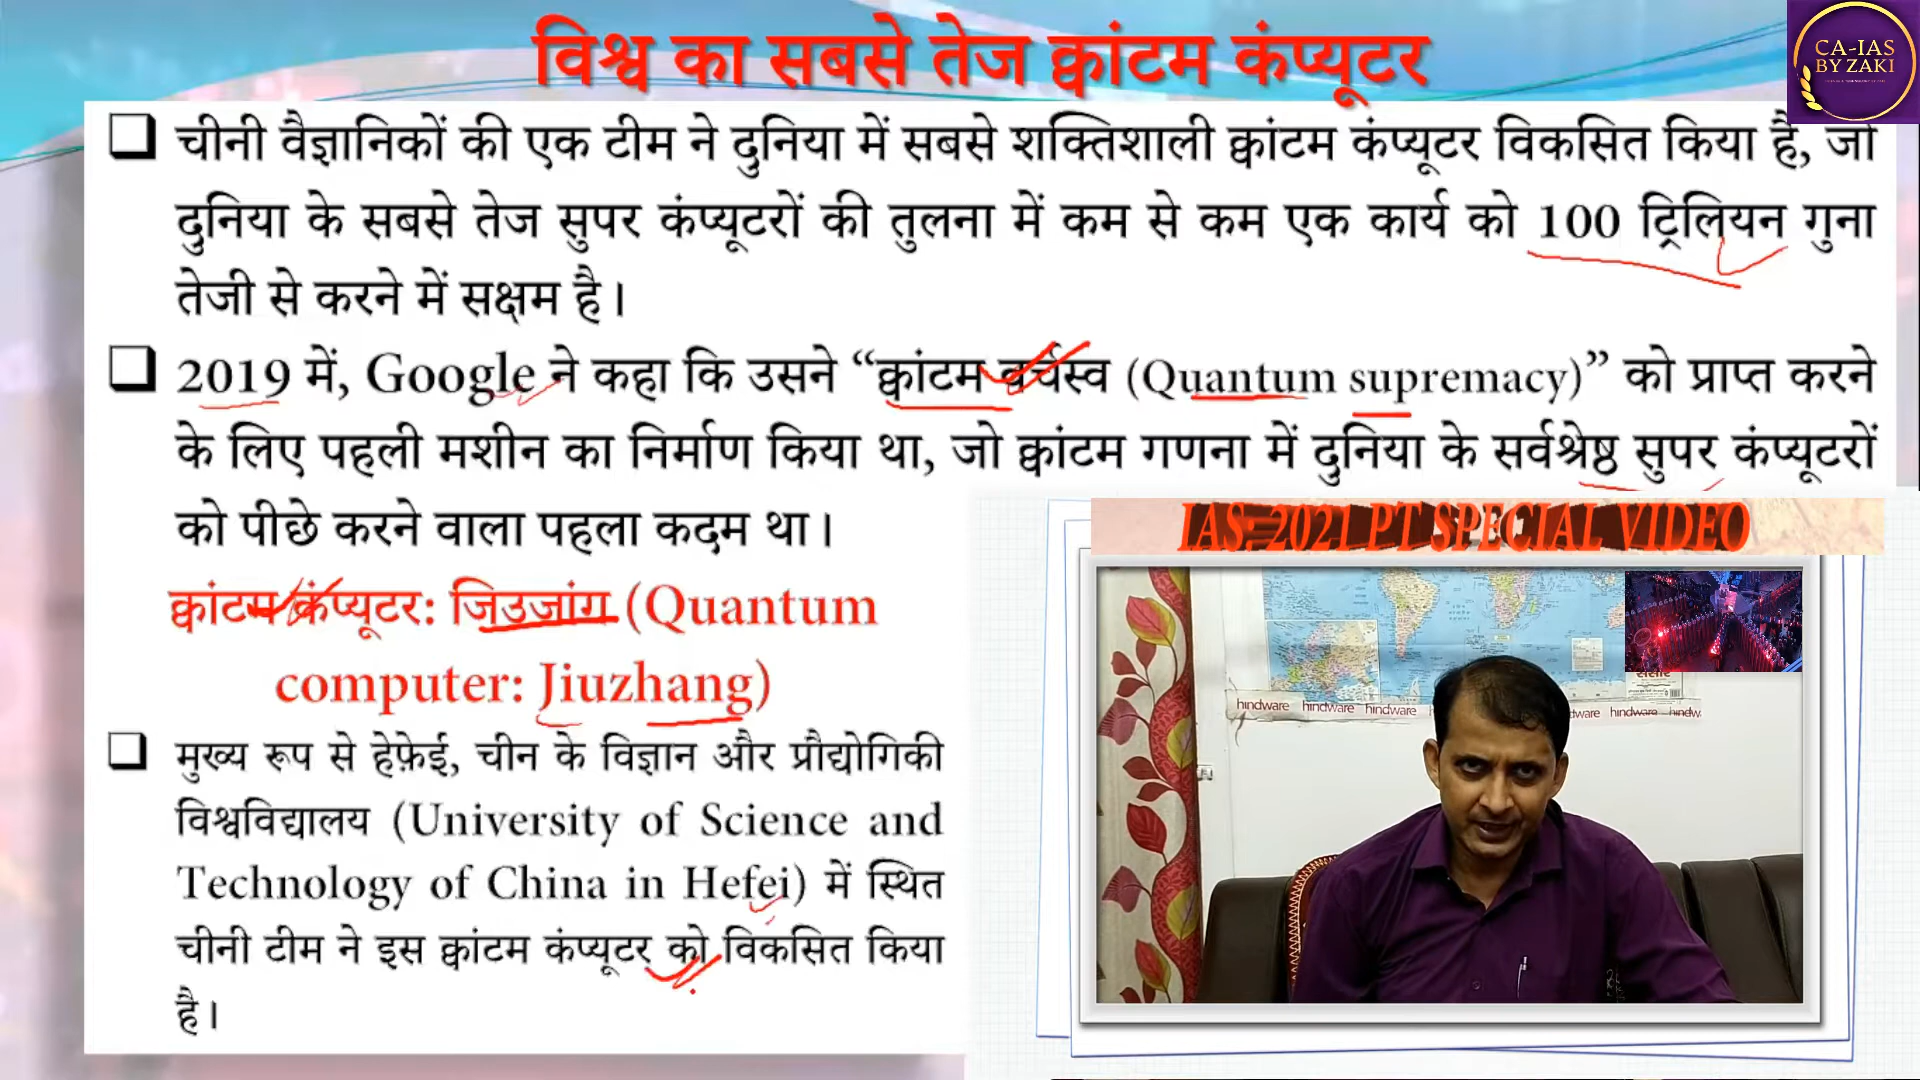 विश्व का सबसे तेज क्वांटम कंप्यूटर
CA-IAS
BY ZAKI
चीनी वैज्ञानिकों की एक टीम ने दुनिया में सबसे शक्तिशाली क्वांटम कंप्यूटर विकसित किया है, जो
दुनिया के सबसे तेज सुपर कंप्यूटरों की तुलना में कम से कम एक कार्य को 100 ट्रिलियन गुना
तेजी से करने में सक्षम है।
2019 में, Google ने कहा कि उसने “क्वांटम वर्चस्व (Quantum supremacy)” को प्राप्त करने
के लिए पहली मशीन का निर्माण किया था, जो क्वांटम गणना में दुनिया के सर्वश्रेष्ठ सुपर कंप्यूटरों
को पीछे करने वाला पहला कदम था।
क्वांटम कंप्यूटर: जिउजांग (Quantum
computer: Jiuzhang)
मुख्य रूप से हेफ़ेई, चीन के विज्ञान और प्रौद्योगिकी
विश्वविद्यालय (University of Science and
Technology of China in Hefei) में स्थित
चीनी टीम ने इस क्वांटम कंप्यूटर को विकसित किया
है।
IAS: 2021 PT SPECIAL VIDEO
hindware hindware hindware dware hindware hindw